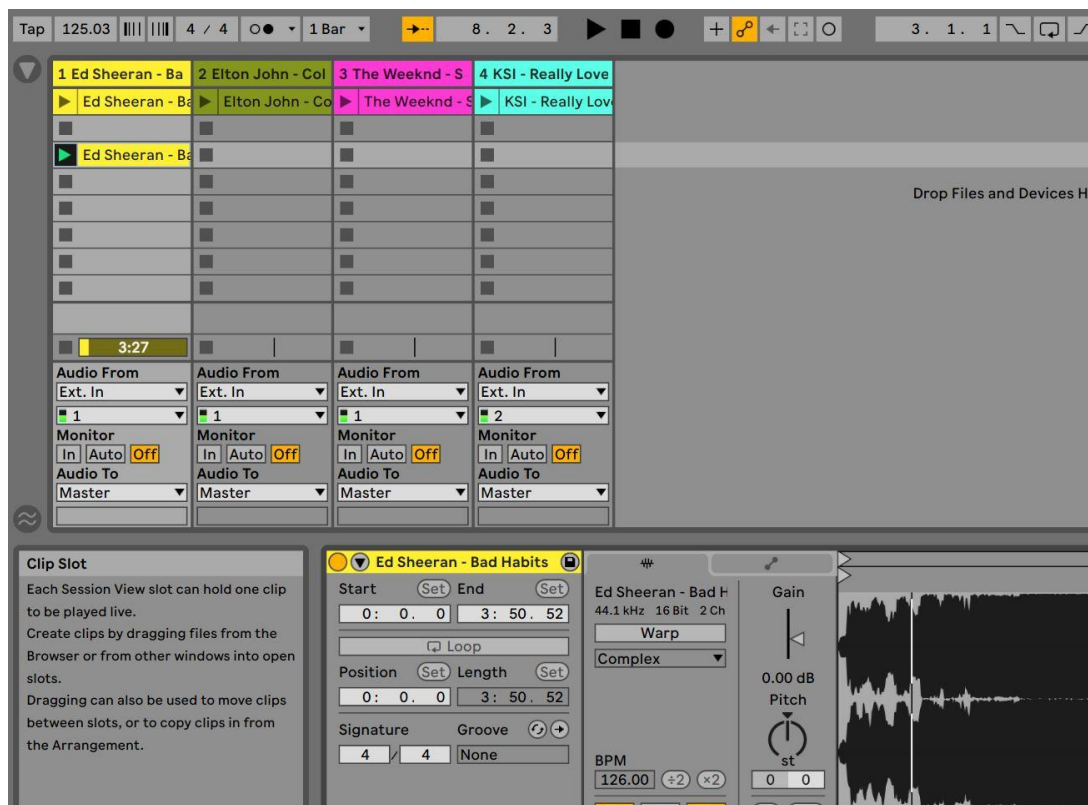 Tap 125.03 4 / 4 1 Bar 8. 2. 3 3. 1. 1
1 Ed Sheeran - Ba 2 Elton John - Col 3 The Weeknd - S 4 KSI - Really Love
Ed Sheeran - Ba Elton John - Co The Weeknd - S KSI - Really Lov
Ed Sheeran - Ba
Drop Files and Devices H
3:27
Audio From Audio From Audio From Audio From
Ext. In Ext. In Ext. In Ext. In
1 1 1 2
Monitor Monitor Monitor Monitor
In Auto Off In Auto Off In Auto Off In Auto Off
Audio To Audio To Audio To Audio To
Master Master Master Master
Clip Slot
Each Session View slot can hold one clip
to be played live.
Create clips by dragging files from the
Browser or from other windows into open
slots.
Dragging can also be used to move clips
between slots, or to copy clips in from
the Arrangement.
Ed Sheeran - Bad Habits
Start Set End Set
0: 0. 0 3: 50. 52
Loop
Position Set Length Set
0: 0. 0 3: 50. 52
Signature Groove
4 / 4 None
Ed Sheeran - Bad H
44.1 kHz 16 Bit 2 Ch
Warp
Complex
BPM
126.00 ÷2 ×2
Gain
0.00 dB
Pitch
st
0 0